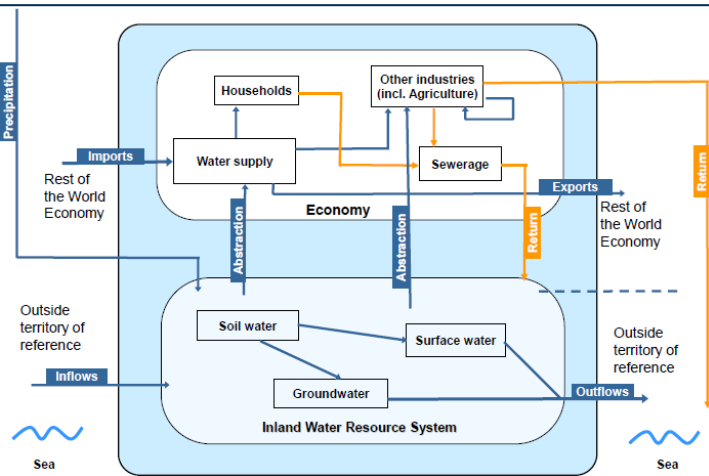 Precipitation
Households
Other industries
(incl. Agriculture)
Imports
Water supply
Sewerage
Return
Rest of
the World
Economy
Exports
Economy
Rest of
the World
Economy
Abstraction
Abstraction
Return
Outside
territory of
reference
Soil water
Surface water
Outside
territory of
reference
Inflows
Groundwater
Outflows
Inland Water Resource System
Sea
Sea